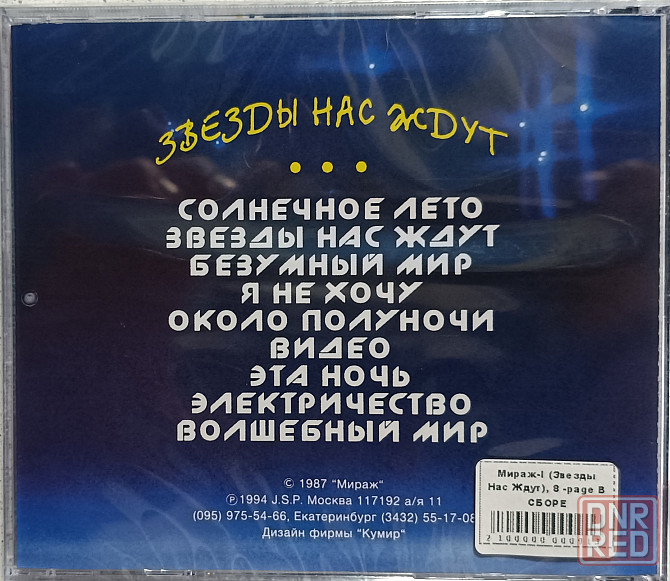 ЗВЕЗДЫ НАС ЖДУТ
...
СОЛНЕЧНОЕ ЛЕТО
ЗВЕЗДЫ НАС ЖДУТ
БЕЗУМНЫЙ МИР
Я НЕ ХОЧУ
ОКОЛО ПОЛУНОЧИ
ВИДЕО
ЭТА НОЧЬ
ЭЛЕКТРИЧЕСТВО
ВОЛШЕБНЫЙ МИР
© 1987 "Мираж"
℗ 1994 J.S.P. Москва 117192 а/я 11
(095) 975-54-66, Екатеринбург (3432) 55-17-08
Дизайн фирмы "Кумир"
Мираж-I (Звезды
Нас Ждут), 8 -page В
СБОРЕ
DNR
RED